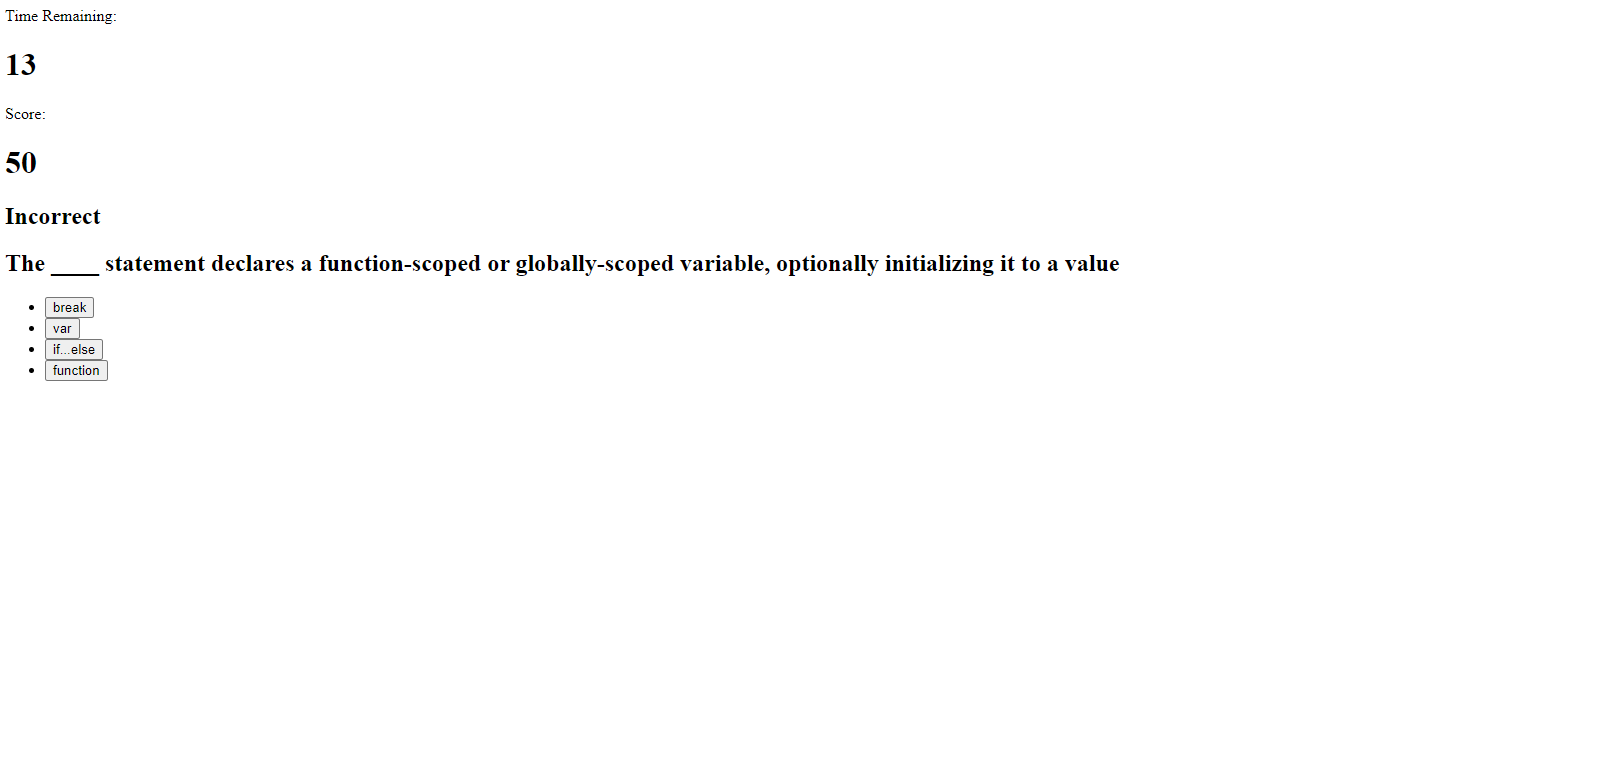 Time Remaining:
13
Score:
50
Incorrect
The ____ statement declares a function-scoped or globally-scoped variable, optionally initializing it to a value
break
var
if...else
function